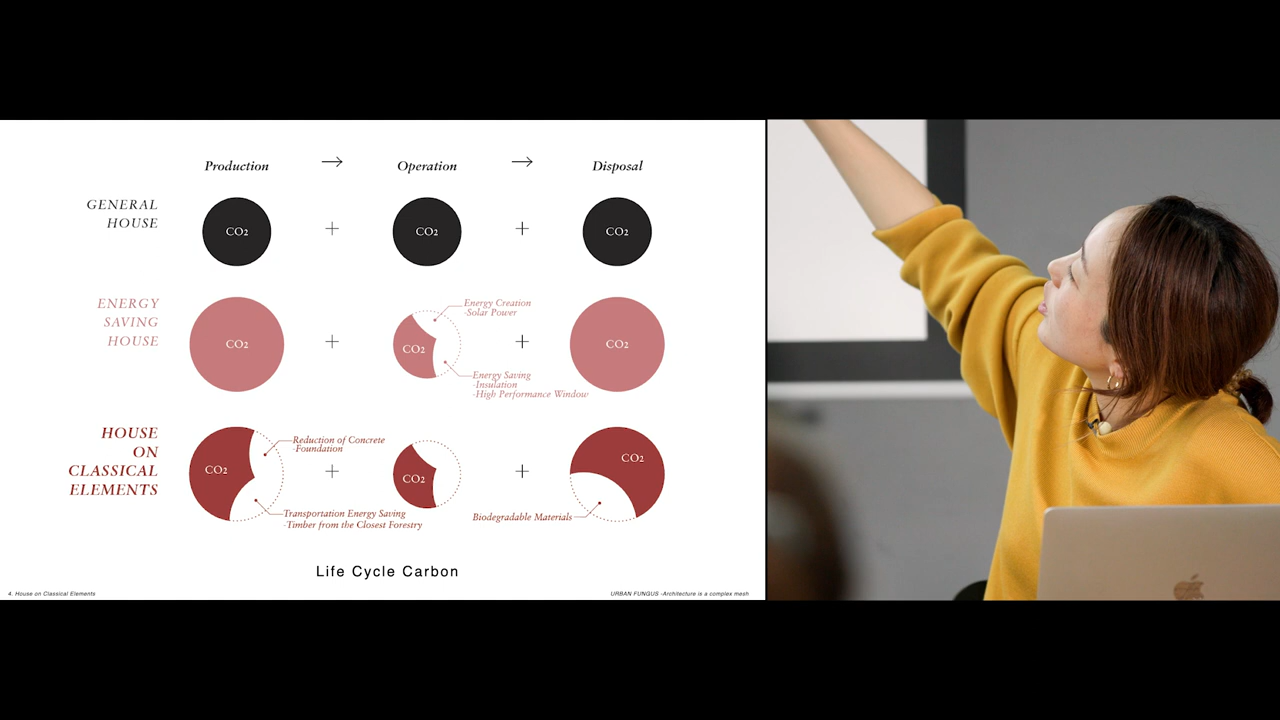 Production → Operation → Disposal
GENERAL
HOUSE
CO2 + CO2 + CO2
ENERGY
SAVING
HOUSE
CO2 + CO2 + CO2
Energy Creation
-Solar Power
Energy Saving
-Insulation
-High Performance Window
HOUSE
ON
CLASSICAL
ELEMENTS
CO2 + CO2 + CO2
Reduction of Concrete
-Foundation
Transportation Energy Saving
-Timber from the Closest Forestry
Biodegradable Materials
Life Cycle Carbon
4. House on Classical Elements
URBAN FUNGUS -Architecture is a complex mesh